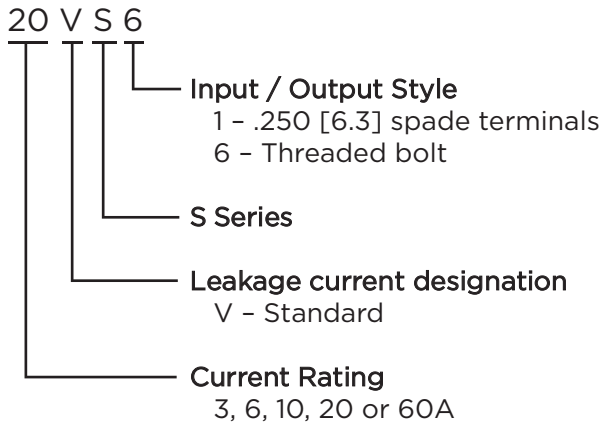 20 V S 6
Input / Output Style
1 – .250 [6.3] spade terminals
6 – Threaded bolt
S Series
Leakage current designation
V – Standard
Current Rating
3, 6, 10, 20 or 60A